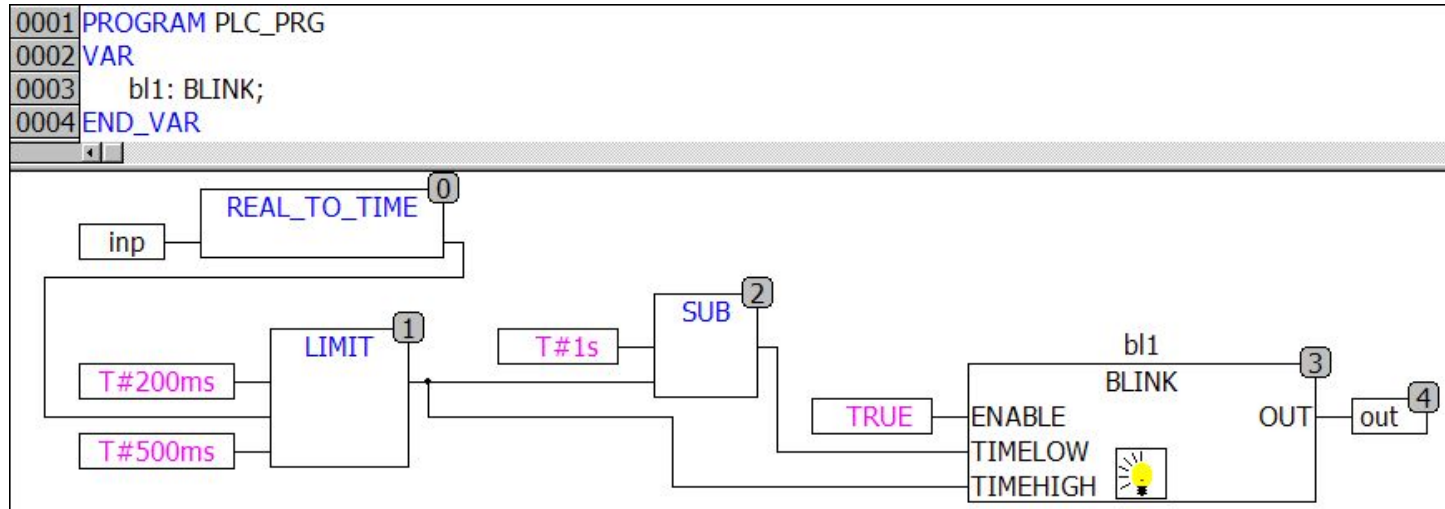 0001 PROGRAM PLC_PRG
0002 VAR
0003 bl1: BLINK;
0004 END_VAR
0
REAL_TO_TIME
inp
1
LIMIT
T#200ms
T#500ms
2
SUB
T#1s
bl1
3
BLINK
TRUE
ENABLE
OUT
4
out
TIMELOW
TIMEHIGH